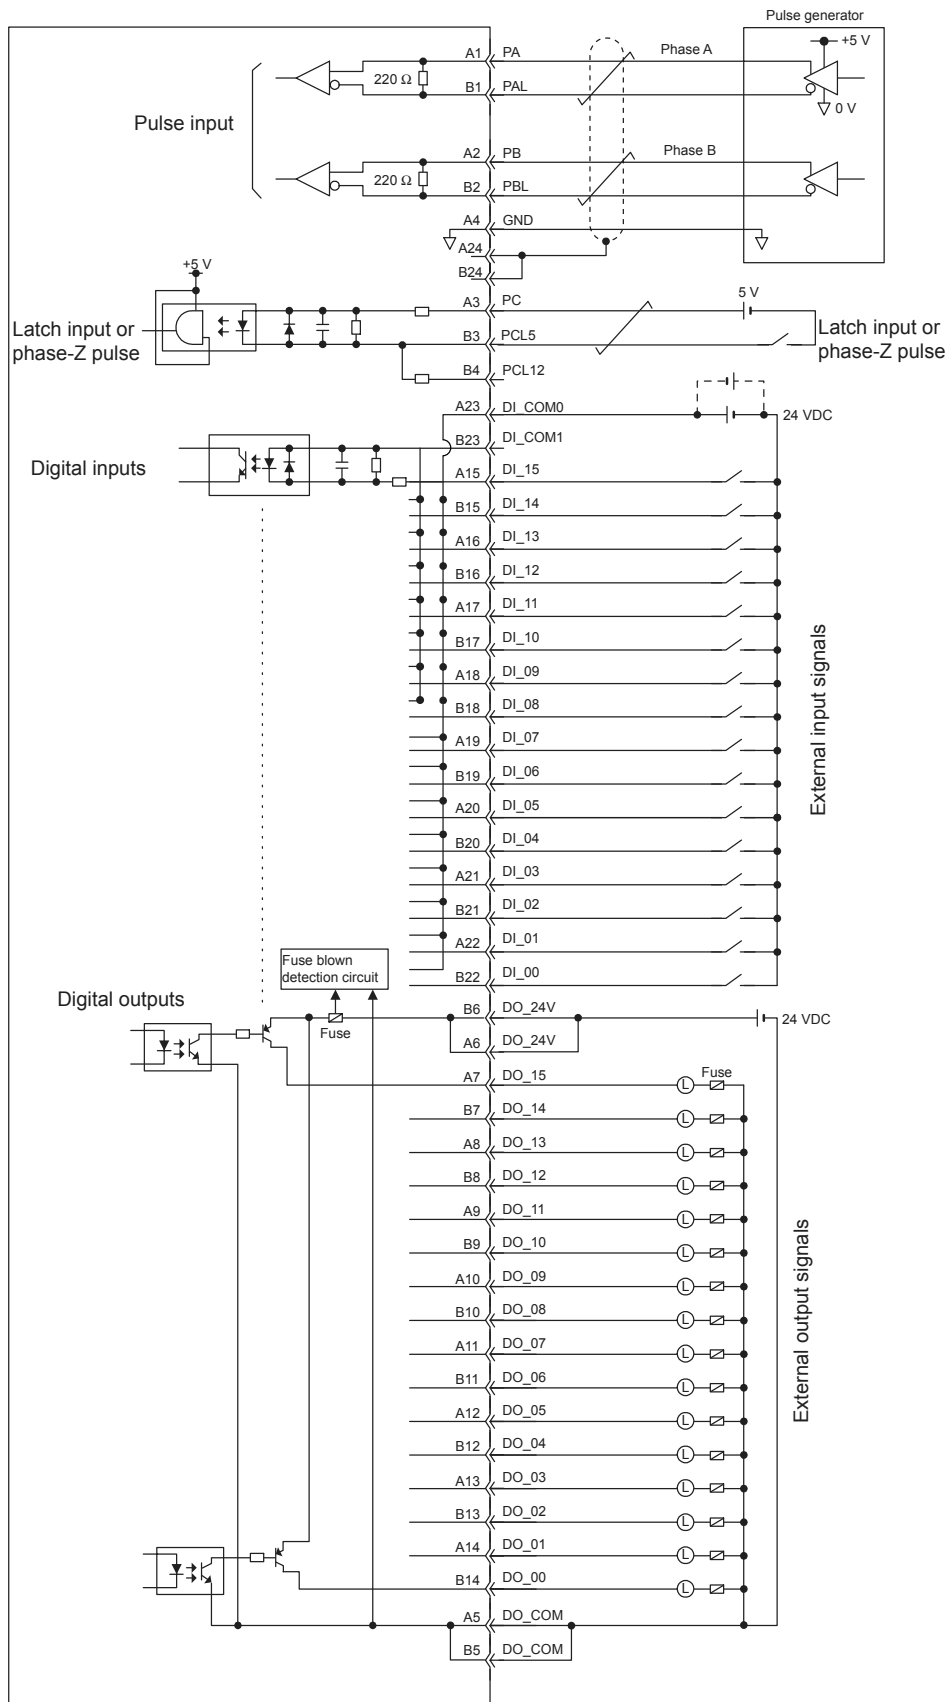 Pulse generator
+5 V
A1 PA Phase A
220 Ω
B1 PAL
0 V
Pulse input
A2 PB Phase B
220 Ω
B2 PBL
A4 GND
A24
B24
+5 V
A3 PC 5 V
Latch input or
phase-Z pulse
B3 PCL5
Latch input or
phase-Z pulse
B4 PCL12
A23 DI_COM0 24 VDC
B23 DI_COM1
Digital inputs
A15 DI_15
B15 DI_14
A16 DI_13
B16 DI_12
A17 DI_11
B17 DI_10
A18 DI_09
B18 DI_08
A19 DI_07
B19 DI_06
A20 DI_05
B20 DI_04
A21 DI_03
B21 DI_02
A22 DI_01
B22 DI_00
External input signals
Fuse blown
detection circuit
Digital outputs
Fuse
B6 DO_24V 24 VDC
A6 DO_24V
Fuse
A7 DO_15 L
B7 DO_14 L
A8 DO_13 L
B8 DO_12 L
A9 DO_11 L
B9 DO_10 L
A10 DO_09 L
B10 DO_08 L
A11 DO_07 L
B11 DO_06 L
A12 DO_05 L
B12 DO_04 L
A13 DO_03 L
B13 DO_02 L
A14 DO_01 L
B14 DO_00 L
External output signals
A5 DO_COM
B5 DO_COM